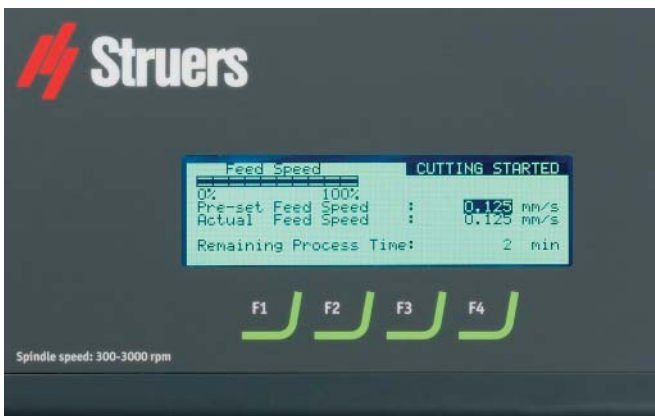 Struers
Feed Speed CUTTING STARTED
0% 100%
Pre-set Feed Speed : 0.125 mm/s
Actual Feed Speed : 0.125 mm/s
Remaining Process Time: 2 min
F1 F2 F3 F4
Spindle speed: 300-3000 rpm